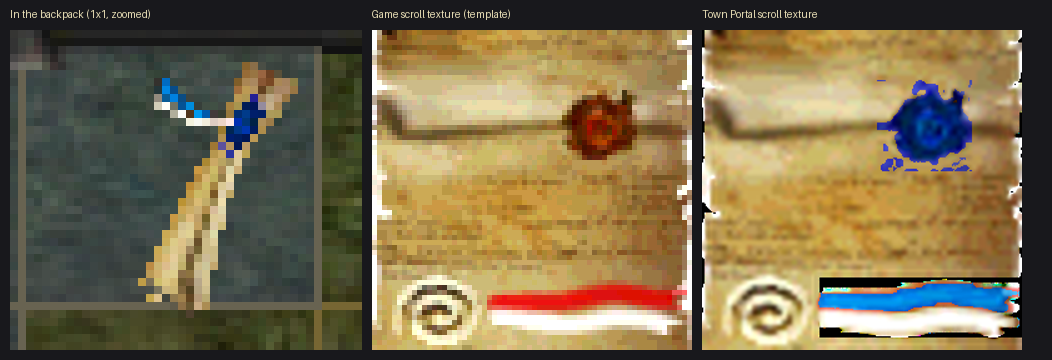 In the backpack (1x1, zoomed)
Game scroll texture (template)
Town Portal scroll texture